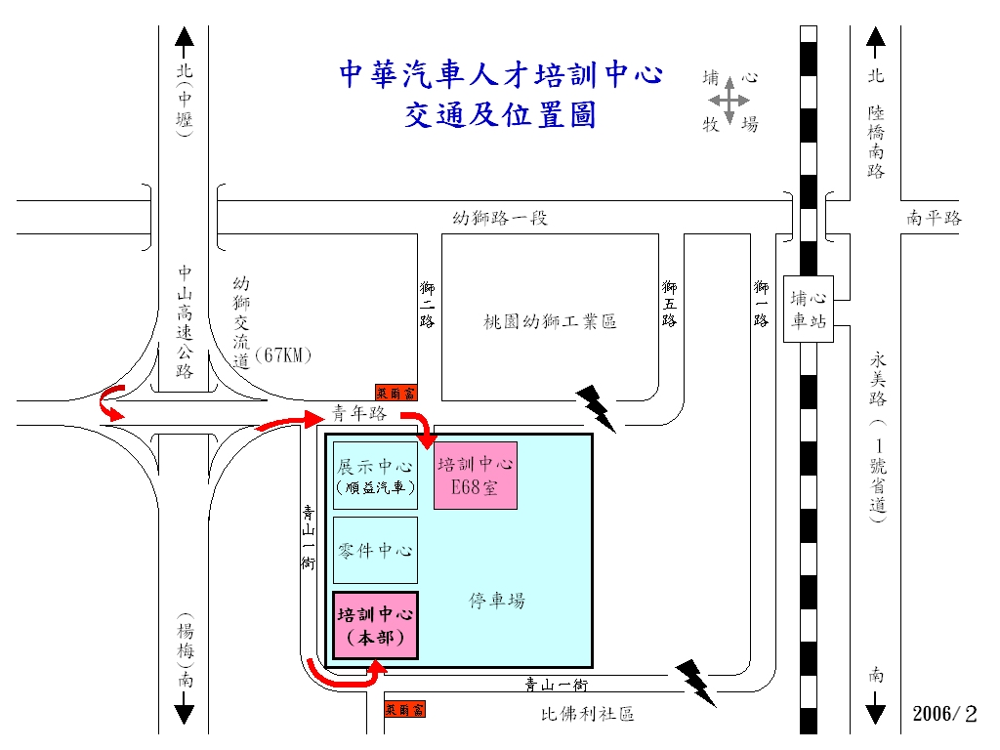 中華汽車人才培訓中心
交通及位置圖
北(中壢)
埔心
牧場
北
陸橋南路
幼獅路一段
南平路
中山高速公路
幼獅交流道
(67KM)
獅二路
桃園幼獅工業區
獅五路
獅一路
埔心
車站
永美路(1號省道)
萊爾富
青年路
展示中心
(順益汽車)
培訓中心
E68室
青山一街
零件中心
停車場
培訓中心
(本部)
(楊梅)南
南
青山一街
萊爾富
比佛利社區
2006/2